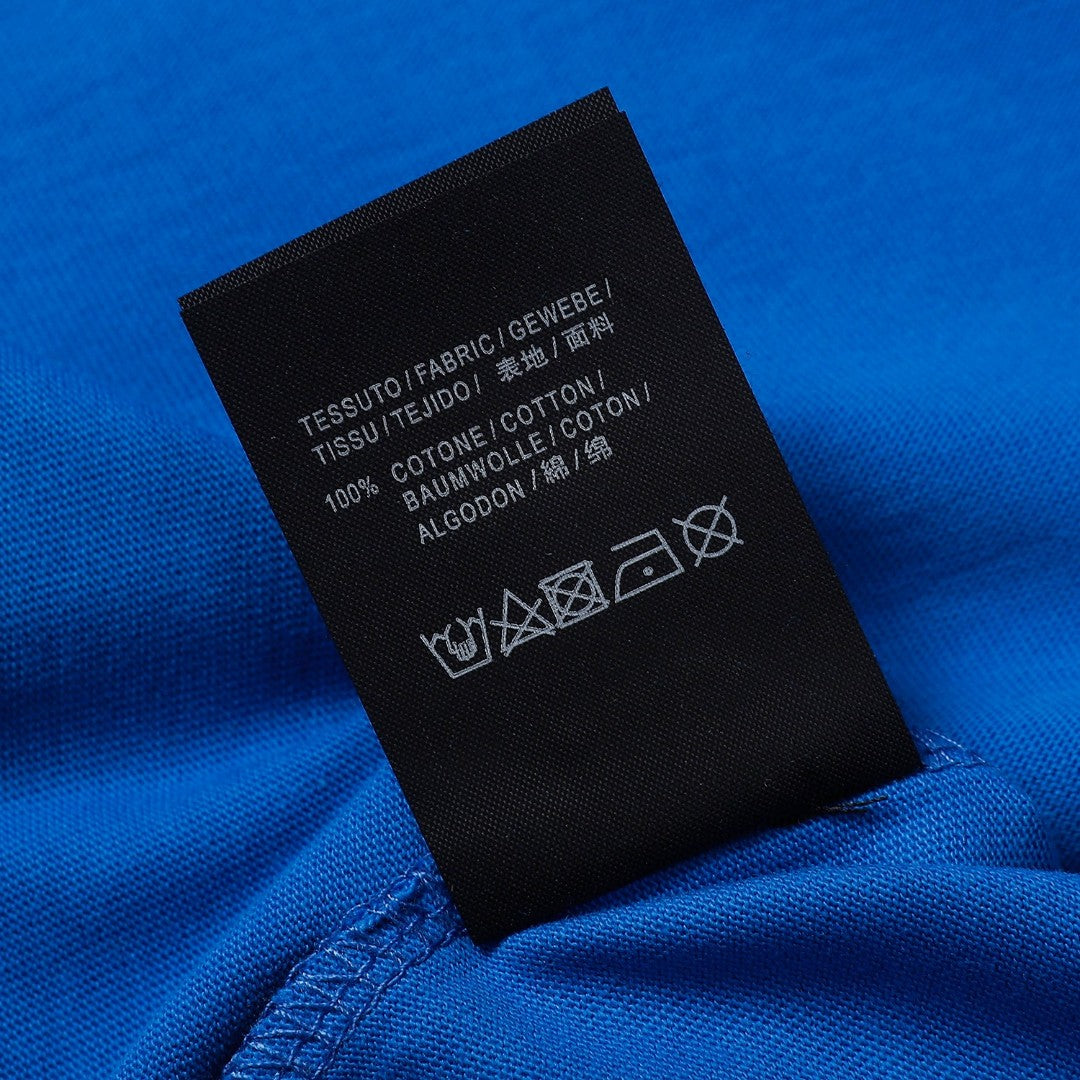 TESSUTO/FABRIC/GEWEBE/
TISSU/TEJIDO/ 表地/面料
100% COTONE/COTTON/
BAUMWOLLE/COTON/
ALGODON/綿/绵